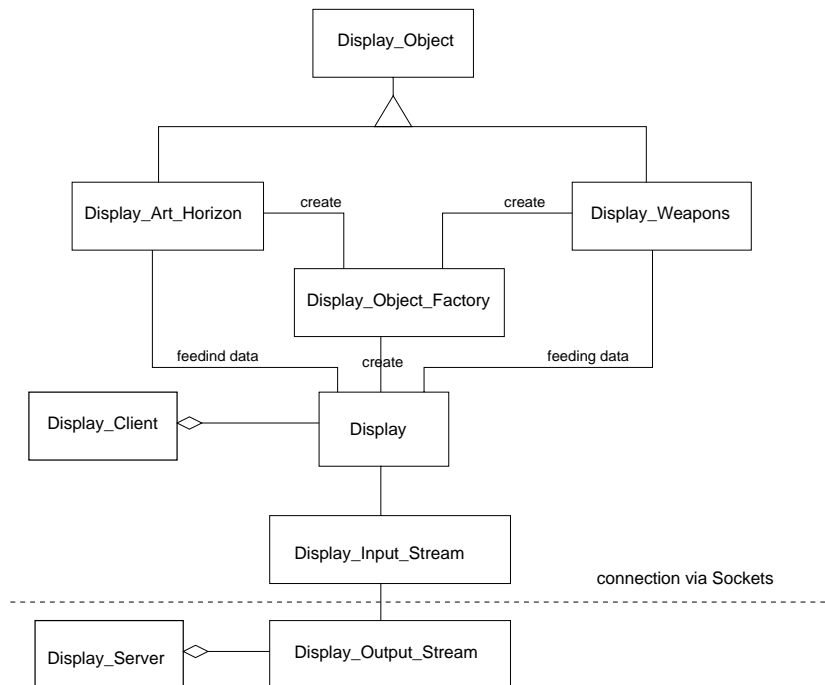 Display_Object
Display_Art_Horizon
create
create
Display_Weapons
Display_Object_Factory
feedind data
create
feeding data
Display_Client
Display
Display_Input_Stream
connection via Sockets
Display_Server
Display_Output_Stream